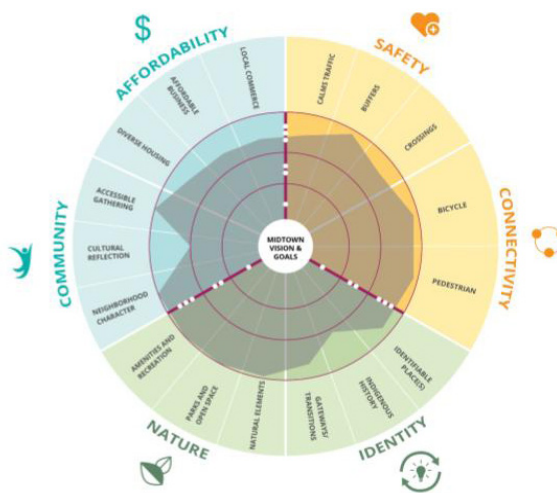 $
AFFORDABILITY
SAFETY
CONNECTIVITY
IDENTITY
NATURE
COMMUNITY
LOCAL COMMERCE
AFFORDABLE
BUSINESS
DIVERSE HOUSING
ACCESSIBLE
GATHERING
CULTURAL
REFLECTION
NEIGHBORHOOD
CHARACTER
AMENITIES AND
RECREATION
PARKS AND
OPEN SPACE
NATURAL ELEMENTS
GATEWAYS/
TRANSITIONS
INDIGENOUS
HISTORY
IDENTIFIABLE
PLACE(S)
PEDESTRIAN
BICYCLE
CROSSINGS
BUFFERS
CALMS TRAFFIC
MIDTOWN
VISION &
GOALS